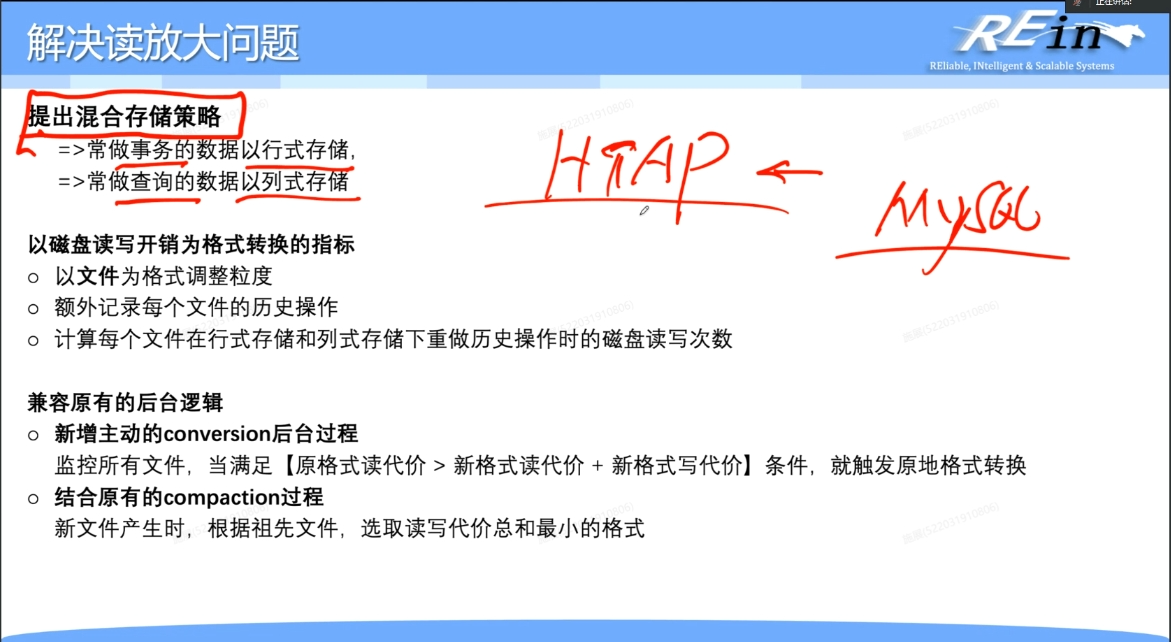 正在讲话:
解决读放大问题
REin
REliable, INtelligent & Scalable Systems
提出混合存储策略
=>常做事务的数据以行式存储,
=>常做查询的数据以列式存储
HTAP
MySQL
以磁盘读写开销为格式转换的指标
○ 以文件为格式调整粒度
○ 额外记录每个文件的历史操作
○ 计算每个文件在行式存储和列式存储下重做历史操作时的磁盘读写次数
兼容原有的后台逻辑
○ 新增主动的conversion后台过程
监控所有文件，当满足【原格式读代价 > 新格式读代价 + 新格式写代价】条件，就触发原地格式转换
○ 结合原有的compaction过程
新文件产生时，根据祖先文件，选取读写代价总和最小的格式